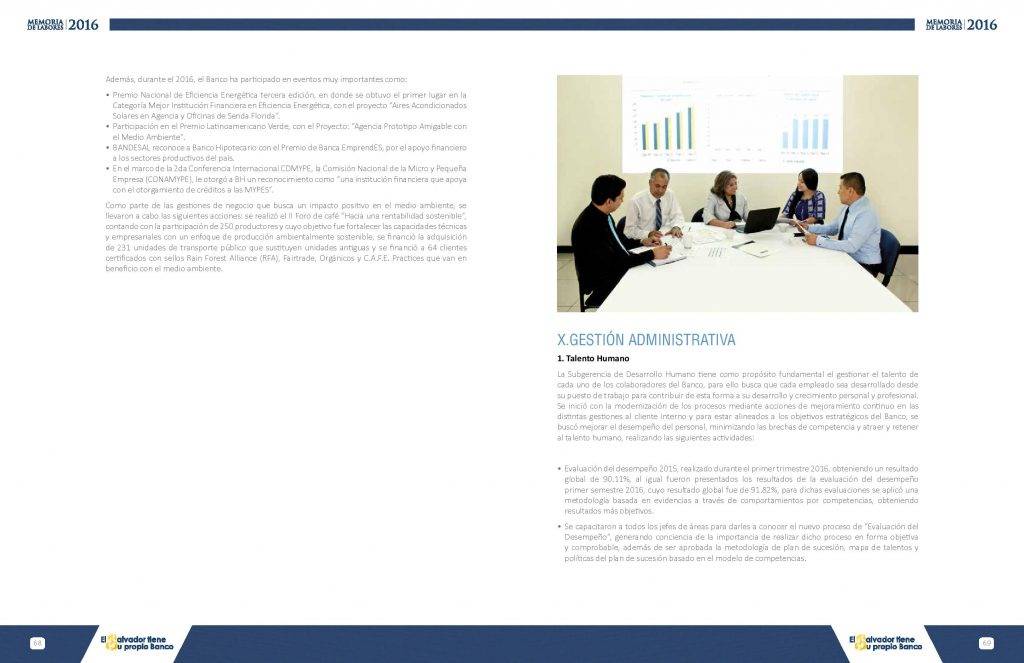 MEMORIA
DE LABORES 2016
MEMORIA
DE LABORES 2016
Además, durante el 2016, el Banco ha participado en eventos muy importantes como:
• Premio Nacional de Eficiencia Energética tercera edición, en donde se obtuvo el primer lugar en la
Categoría Mejor Institución Financiera en Eficiencia Energética, con el proyecto "Aires Acondicionados
Solares en Agencia y Oficinas de Senda Florida".
• Participación en el Premio Latinoamericano Verde, con el Proyecto: "Agencia Prototipo Amigable con
el Medio Ambiente".
• BANDESAL reconoce a Banco Hipotecario con el Premio de Banca EmprendES, por el apoyo financiero
a los sectores productivos del país.
• En el marco de la 2da Conferencia Internacional CDMYPE, la Comisión Nacional de la Micro y Pequeña
Empresa (CONAMYPE), le otorgó a BH un reconocimiento como "una institución financiera que apoya
con el otorgamiento de créditos a las MYPES".
Como parte de las gestiones de negocio que busca un impacto positivo en el medio ambiente, se
llevaron a cabo las siguientes acciones: se realizó el II Foro de café "Hacia una rentabilidad sostenible",
contando con la participación de 250 productores y cuyo objetivo fue fortalecer las capacidades técnicas
y empresariales con un enfoque de producción ambientalmente sostenible, se financió la adquisición
de 231 unidades de transporte público que sustituyen unidades antiguas y se financió a 64 clientes
certificados con sellos Rain Forest Alliance (RFA), Fairtrade, Orgánicos y C.A.F.E. Practices que van en
beneficio con el medio ambiente.
X.GESTIÓN ADMINISTRATIVA
1. Talento Humano
La Subgerencia de Desarrollo Humano tiene como propósito fundamental el gestionar el talento de
cada uno de los colaboradores del Banco, para ello busca que cada empleado sea desarrollado desde
su puesto de trabajo para contribuir de esta forma a su desarrollo y crecimiento personal y profesional.
Se inició con la modernización de los procesos mediante acciones de mejoramiento continuo en las
distintas gestiones al cliente interno y para estar alineados a los objetivos estratégicos del Banco, se
buscó mejorar el desempeño del personal, minimizando las brechas de competencia y atraer y retener
al talento humano, realizando las siguientes actividades:
• Evaluación del desempeño 2015, realizado durante el primer trimestre 2016, obteniendo un resultado
global de 90.11%, al igual fueron presentados los resultados de la evaluación del desempeño
primer semestre 2016, cuyo resultado global fue de 91.82%, para dichas evaluaciones se aplicó una
metodología basada en evidencias a través de comportamientos por competencias, obteniendo
resultados más objetivos.
• Se capacitaron a todos los jefes de áreas para darles a conocer el nuevo proceso de "Evaluación del
Desempeño", generando conciencia de la importancia de realizar dicho proceso en forma objetiva
y comprobable, además de ser aprobada la metodología de plan de sucesión, mapa de talentos y
políticas del plan de sucesión basado en el modelo de competencias.
68
El Salvador tiene
su propio Banco
El Salvador tiene
su propio Banco
69